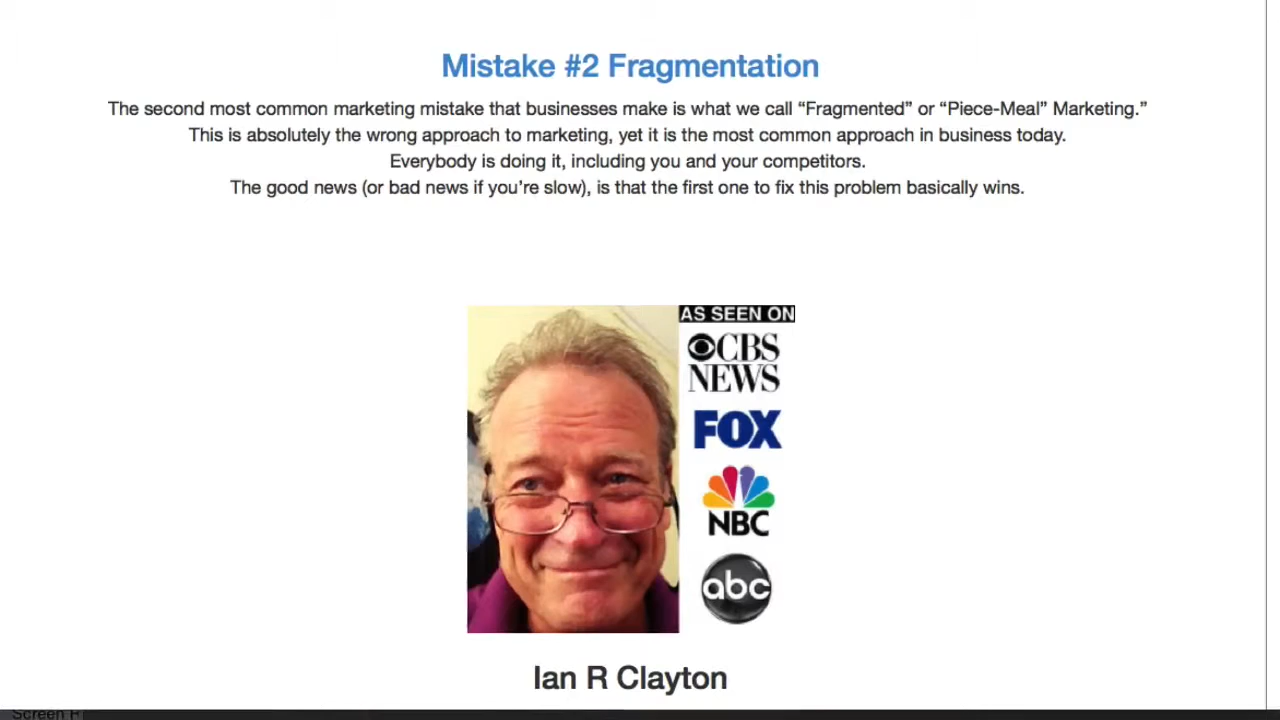 Mistake #2 Fragmentation
The second most common marketing mistake that businesses make is what we call “Fragmented” or “Piece-Meal” Marketing.”
This is absolutely the wrong approach to marketing, yet it is the most common approach in business today.
Everybody is doing it, including you and your competitors.
The good news (or bad news if you’re slow), is that the first one to fix this problem basically wins.
AS SEEN ON
CBS
NEWS
FOX
NBC
abc
Ian R Clayton
Screen